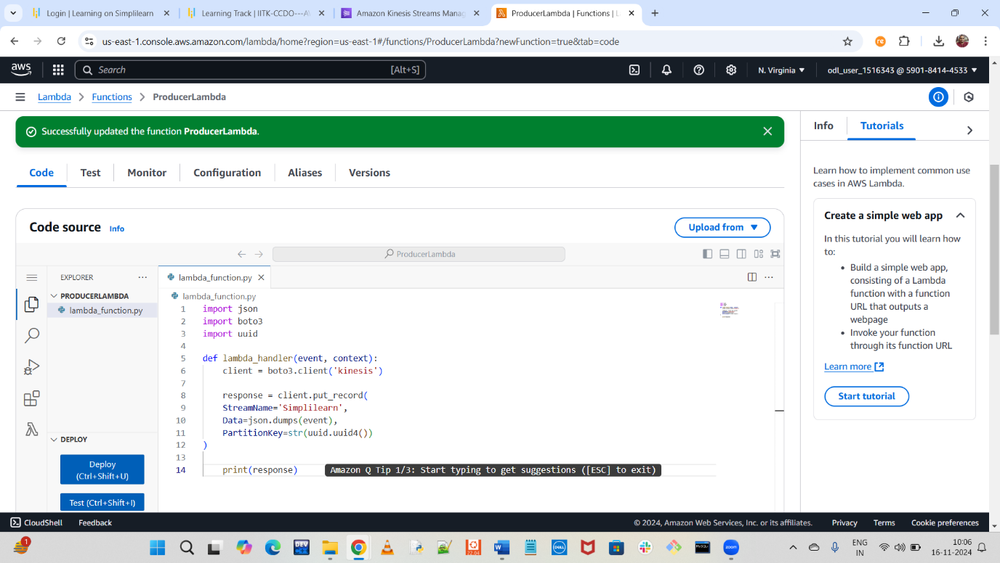 Login | Learning on Simplilearn
Learning Track | IITK-CCDO---A
Amazon Kinesis Streams Manag
ProducerLambda | Functions | L
us-east-1.console.aws.amazon.com/lambda/home?region=us-east-1#/functions/ProducerLambda?newFunction=true&tab=code
re
aws
Search
[Alt+S]
N. Virginia
odl_user_1516343 @ 5901-8414-4533
Lambda
Functions
ProducerLambda
Successfully updated the function ProducerLambda.
Code
Test
Monitor
Configuration
Aliases
Versions
Code source
Info
Upload from
ProducerLambda
EXPLORER
PRODUCERLAMBDA
lambda_function.py
DEPLOY
Deploy
(Ctrl+Shift+U)
Test (Ctrl+Shift+I)
lambda_function.py
lambda_function.py
1 import json
2 import boto3
3 import uuid
4
5 def lambda_handler(event, context):
6 client = boto3.client('kinesis')
7
8 response = client.put_record(
9 StreamName='Simplilearn',
10 Data=json.dumps(event),
11 PartitionKey=str(uuid.uuid4())
12 )
13
14 print(response) Amazon Q Tip 1/3: Start typing to get suggestions ([ESC] to exit)
Info
Tutorials
Learn how to implement common use
cases in AWS Lambda.
Create a simple web app
In this tutorial you will learn how
to:
• Build a simple web app,
consisting of a Lambda
function with a function
URL that outputs a
webpage
• Invoke your function
through its function URL
Learn more
Start tutorial
CloudShell
Feedback
© 2024, Amazon Web Services, Inc. or its affiliates.
Privacy
Terms
Cookie preferences
1
DEV
22.04
DELL
MySQL
zoom
ENG
IN
10:06
16-11-2024